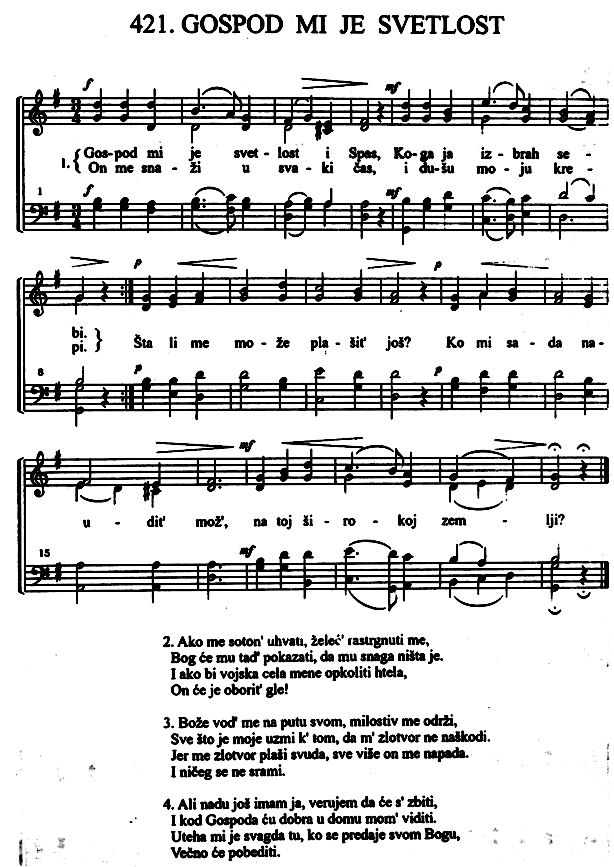 421. GOSPOD MI JE SVETLOST
f mf
1. { Gos-pod mi je svet-lost i Spas, Ko-ga ja iz-brah se-
On me sna-ži u sva-ki čas, i du-šu mo-ju kre-
1 f mf
p p
bi. }
pi.
Šta li me mo-že pla-šit' još? Ko mi sa-da na-
8 p p
mf
u-dit' mož', na toj ši-ro-koj zem-lji?
15 mf
2. Ako me soton' uhvati, želeć' rastrgnuti me,
Bog će mu tad' pokazati, da mu snaga ništa je.
I ako bi vojska cela mene opkoliti htela,
On će je oborit' gle!
3. Bože vod' me na putu svom, milostiv me održi,
Sve što je moje uzmi k' tom, da m' zlotvor ne naškodi.
Jer me zlotvor plaši svuda, sve više on me napada.
I ničeg se ne srami.
4. Ali nadu još imam ja, verujem da će s' zbiti,
I kod Gospoda ću dobra u domu mom' viditi.
Uteha mi je svagda tu, ko se predaje svom Bogu,
Večno će pobediti.